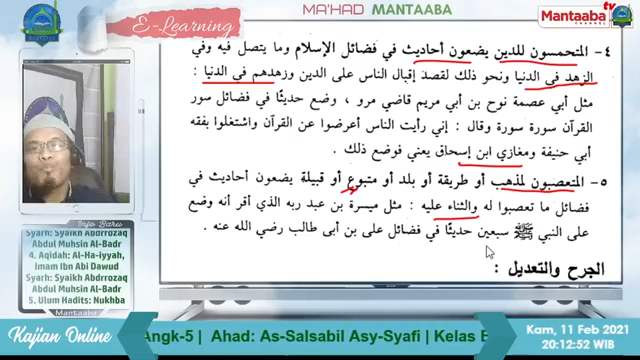 E-Learning
MA'HAD MANTAABA
Mantaaba tv
٤- المتحمسون للدين يضعون أحاديث في فضائل الإسلام وما يتصل فيه وفي
الزهد في الدنيا ونحو ذلك لقصد إقبال الناس على الدين وزهدهم في الدنيا :
مثل أبي عصمة نوح بن أبي مريم قاضي مرو ، وضع حديثًا في فضائل سور
القرآن سورة سورة وقال : إني رأيت الناس أعرضوا عن القرآن واشتغلوا بفقه
أبي حنيفة ومغازي ابن إسحاق يعني فوضع ذلك .
٥- المتعصبون لمذهب أو طريقة أو بلد أو متبوع أو قبيلة يضعون أحاديث في
فضائل ما تعصبوا له والثناء عليه : مثل ميسرة بن عبد ربه الذي أقر أنه وضع
على النبي ﷺ سبعين حديثًا في فضائل على بن أبى طالب رضي الله عنه .
الجرح والتعديل :
Info Baru
Syarh: Syaikh Abdrrozaq
Abdul Muhsin Al-Badr
4. Aqidah: Al-Ha-iyyah,
Imam Ibn Abi Dawud
Syarah: Syaikh Abdrrozaq
Abdul Muhsin Al-Badr
5. Ulum Hadits: Nukhba
Mantaaba
Kajian Online
Angk-5 | Ahad: As-Salsabil Asy-Syafi | Kelas B
Kam, 11 Feb 2021
20:12:52 WIB